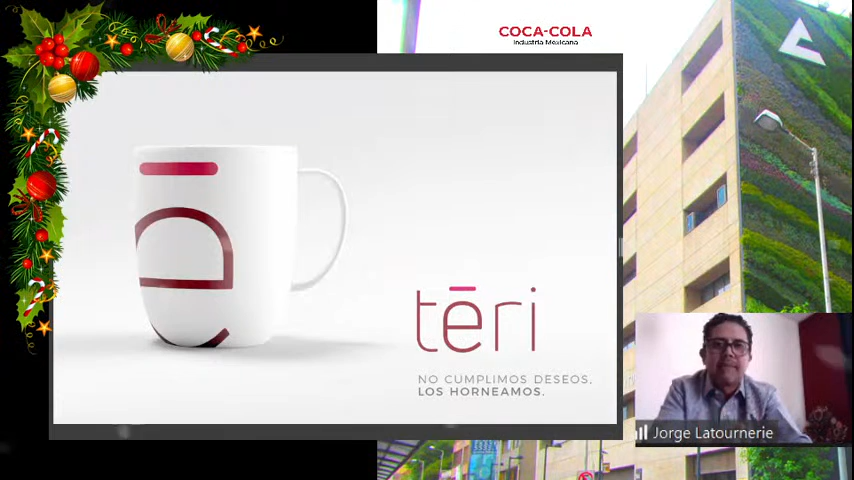 COCA-COLA
Industria Mexicana
tēri
NO CUMPLIMOS DESEOS,
LOS HORNEAMOS.
Jorge Latournerie